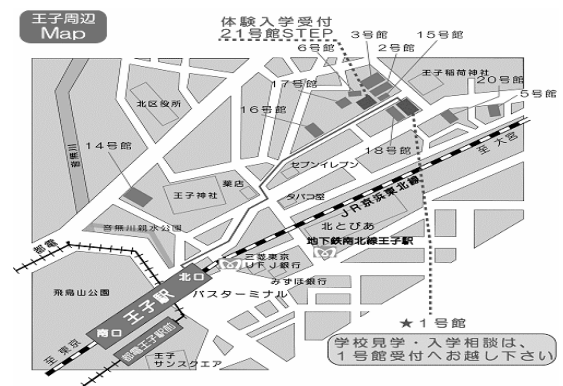 王子周辺
Map
体験入学受付
21号館STEP
6号館
3号館
2号館
15号館
17号館
王子稲荷神社
20号館
5号館
北区役所
16号館
14号館
18号館
至 大宮
音無川
セブンイレブン
薬店
王子神社
タバコ屋
JR京浜東北線
音無川親水公園
北とぴあ
地下鉄南北線王子駅
都電
三菱東京
UFJ銀行
北口
みずほ銀行
バスターミナル
飛鳥山公園
王子駅
南口
都電王子駅前
★1号館
至 東京
王子
サンスクエア
学校見学・入学相談は、
1号館受付へお越し下さい